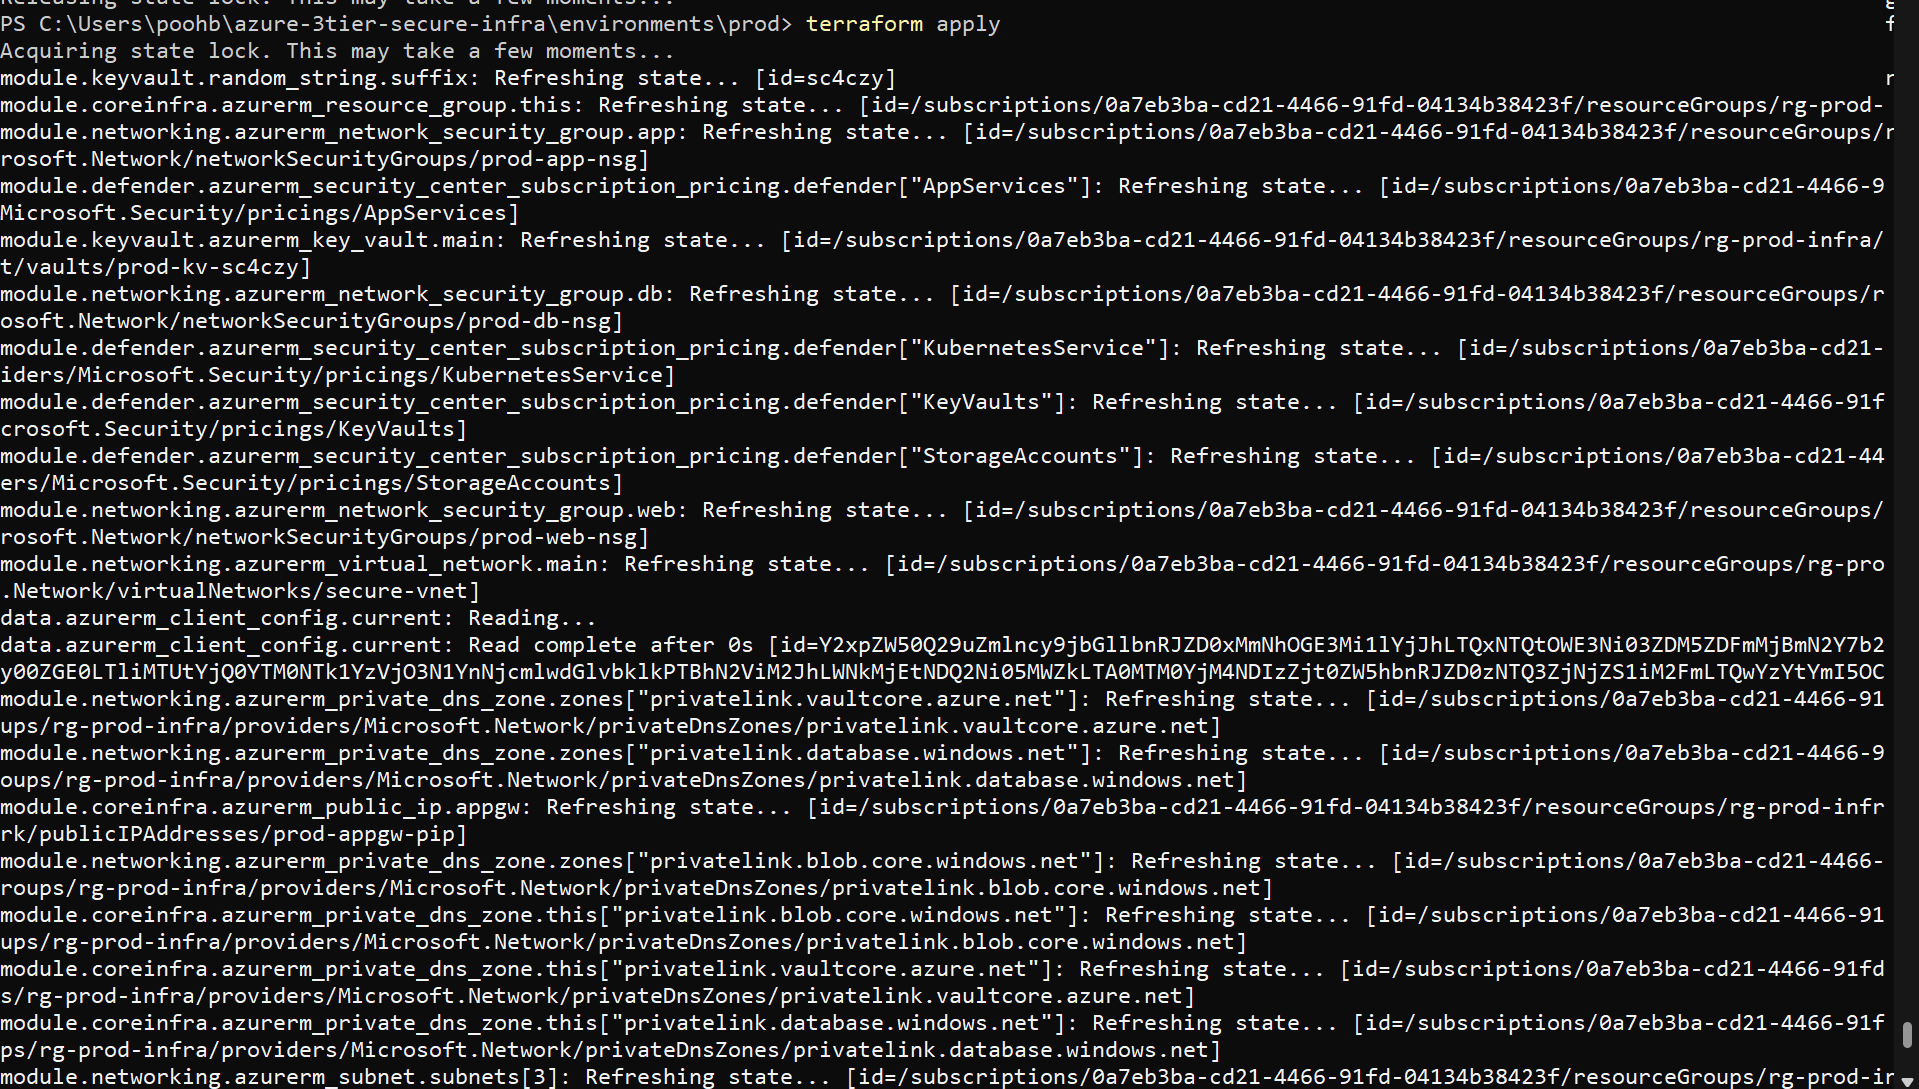 Releasing state lock. This may take a few moments...
PS C:\Users\poohb\azure-3tier-secure-infra\environments\prod> terraform apply
Acquiring state lock. This may take a few moments...
module.keyvault.random_string.suffix: Refreshing state... [id=sc4czy]
module.coreinfra.azurerm_resource_group.this: Refreshing state... [id=/subscriptions/0a7eb3ba-cd21-4466-91fd-04134b38423f/resourceGroups/rg-prod-
module.networking.azurerm_network_security_group.app: Refreshing state... [id=/subscriptions/0a7eb3ba-cd21-4466-91fd-04134b38423f/resourceGroups/r
rosoft.Network/networkSecurityGroups/prod-app-nsg]
module.defender.azurerm_security_center_subscription_pricing.defender["AppServices"]: Refreshing state... [id=/subscriptions/0a7eb3ba-cd21-4466-9
Microsoft.Security/pricings/AppServices]
module.keyvault.azurerm_key_vault.main: Refreshing state... [id=/subscriptions/0a7eb3ba-cd21-4466-91fd-04134b38423f/resourceGroups/rg-prod-infra/
t/vaults/prod-kv-sc4czy]
module.networking.azurerm_network_security_group.db: Refreshing state... [id=/subscriptions/0a7eb3ba-cd21-4466-91fd-04134b38423f/resourceGroups/r
osoft.Network/networkSecurityGroups/prod-db-nsg]
module.defender.azurerm_security_center_subscription_pricing.defender["KubernetesService"]: Refreshing state... [id=/subscriptions/0a7eb3ba-cd21-
iders/Microsoft.Security/pricings/KubernetesService]
module.defender.azurerm_security_center_subscription_pricing.defender["KeyVaults"]: Refreshing state... [id=/subscriptions/0a7eb3ba-cd21-4466-91f
crosoft.Security/pricings/KeyVaults]
module.defender.azurerm_security_center_subscription_pricing.defender["StorageAccounts"]: Refreshing state... [id=/subscriptions/0a7eb3ba-cd21-44
ers/Microsoft.Security/pricings/StorageAccounts]
module.networking.azurerm_network_security_group.web: Refreshing state... [id=/subscriptions/0a7eb3ba-cd21-4466-91fd-04134b38423f/resourceGroups/
rosoft.Network/networkSecurityGroups/prod-web-nsg]
module.networking.azurerm_virtual_network.main: Refreshing state... [id=/subscriptions/0a7eb3ba-cd21-4466-91fd-04134b38423f/resourceGroups/rg-pro
.Network/virtualNetworks/secure-vnet]
data.azurerm_client_config.current: Reading...
data.azurerm_client_config.current: Read complete after 0s [id=Y2xpZW50Q29uZmlncy9jbGllbnRJZD0xMmNhOGE3Mi1lYjJhLTQxNTQtOWE3Ni03ZDM5ZDFmMjBmN2Y7b2
y00ZGE0LTliMTUtYjQ0YTM0NTk1YzVjO3N1YnNjcmlwdGlvbklkPTBhN2ViM2JhLWNkMjEtNDQ2Ni05MWZkLTA0MTM0YjM4NDIzZjt0ZW5hbnRJZD0zNTQ3ZjNjZS1iM2FmLTQwYzYtYmI5OC
module.networking.azurerm_private_dns_zone.zones["privatelink.vaultcore.azure.net"]: Refreshing state... [id=/subscriptions/0a7eb3ba-cd21-4466-91
ups/rg-prod-infra/providers/Microsoft.Network/privateDnsZones/privatelink.vaultcore.azure.net]
module.networking.azurerm_private_dns_zone.zones["privatelink.database.windows.net"]: Refreshing state... [id=/subscriptions/0a7eb3ba-cd21-4466-9
oups/rg-prod-infra/providers/Microsoft.Network/privateDnsZones/privatelink.database.windows.net]
module.coreinfra.azurerm_public_ip.appgw: Refreshing state... [id=/subscriptions/0a7eb3ba-cd21-4466-91fd-04134b38423f/resourceGroups/rg-prod-infr
rk/publicIPAddresses/prod-appgw-pip]
module.networking.azurerm_private_dns_zone.zones["privatelink.blob.core.windows.net"]: Refreshing state... [id=/subscriptions/0a7eb3ba-cd21-4466-
roups/rg-prod-infra/providers/Microsoft.Network/privateDnsZones/privatelink.blob.core.windows.net]
module.coreinfra.azurerm_private_dns_zone.this["privatelink.blob.core.windows.net"]: Refreshing state... [id=/subscriptions/0a7eb3ba-cd21-4466-91
ups/rg-prod-infra/providers/Microsoft.Network/privateDnsZones/privatelink.blob.core.windows.net]
module.coreinfra.azurerm_private_dns_zone.this["privatelink.vaultcore.azure.net"]: Refreshing state... [id=/subscriptions/0a7eb3ba-cd21-4466-91fd
s/rg-prod-infra/providers/Microsoft.Network/privateDnsZones/privatelink.vaultcore.azure.net]
module.coreinfra.azurerm_private_dns_zone.this["privatelink.database.windows.net"]: Refreshing state... [id=/subscriptions/0a7eb3ba-cd21-4466-91f
ps/rg-prod-infra/providers/Microsoft.Network/privateDnsZones/privatelink.database.windows.net]
module.networking.azurerm_subnet.subnets[3]: Refreshing state... [id=/subscriptions/0a7eb3ba-cd21-4466-91fd-04134b38423f/resourceGroups/rg-prod-in